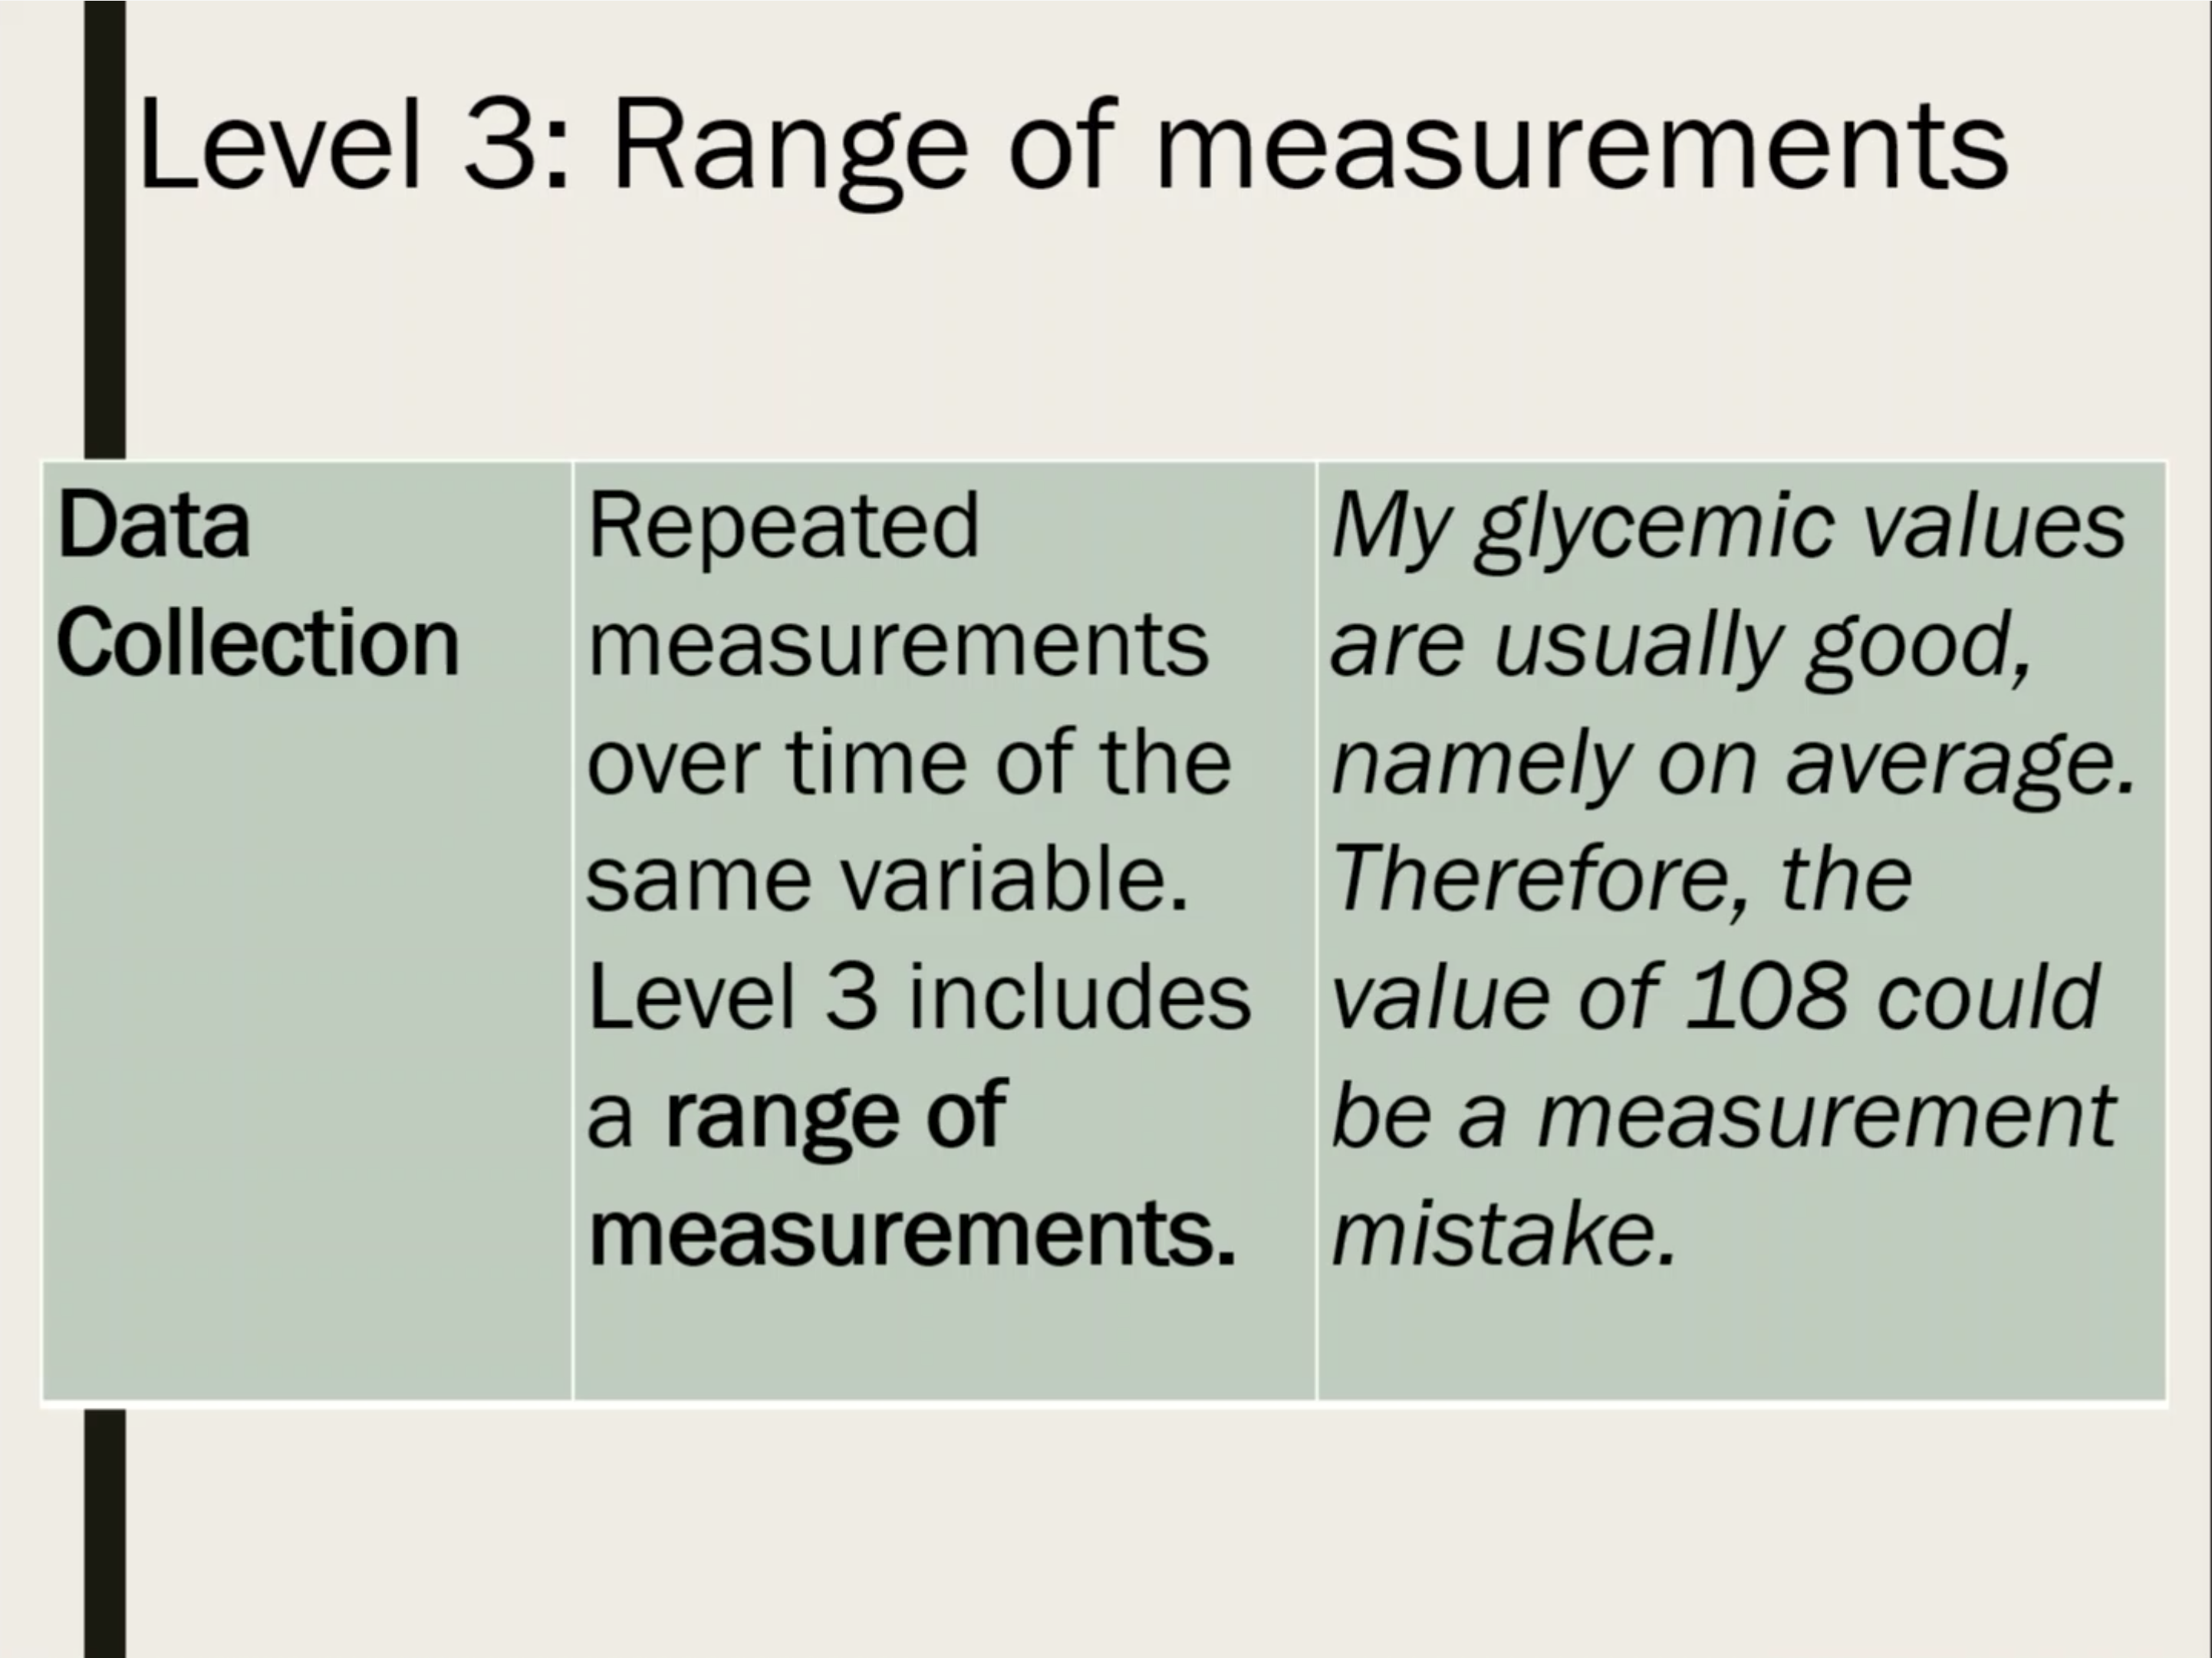 Level 3: Range of measurements
Data
Collection
Repeated
measurements
over time of the
same variable.
Level 3 includes
a range of
measurements.
My glycemic values
are usually good,
namely on average.
Therefore, the
value of 108 could
be a measurement
mistake.